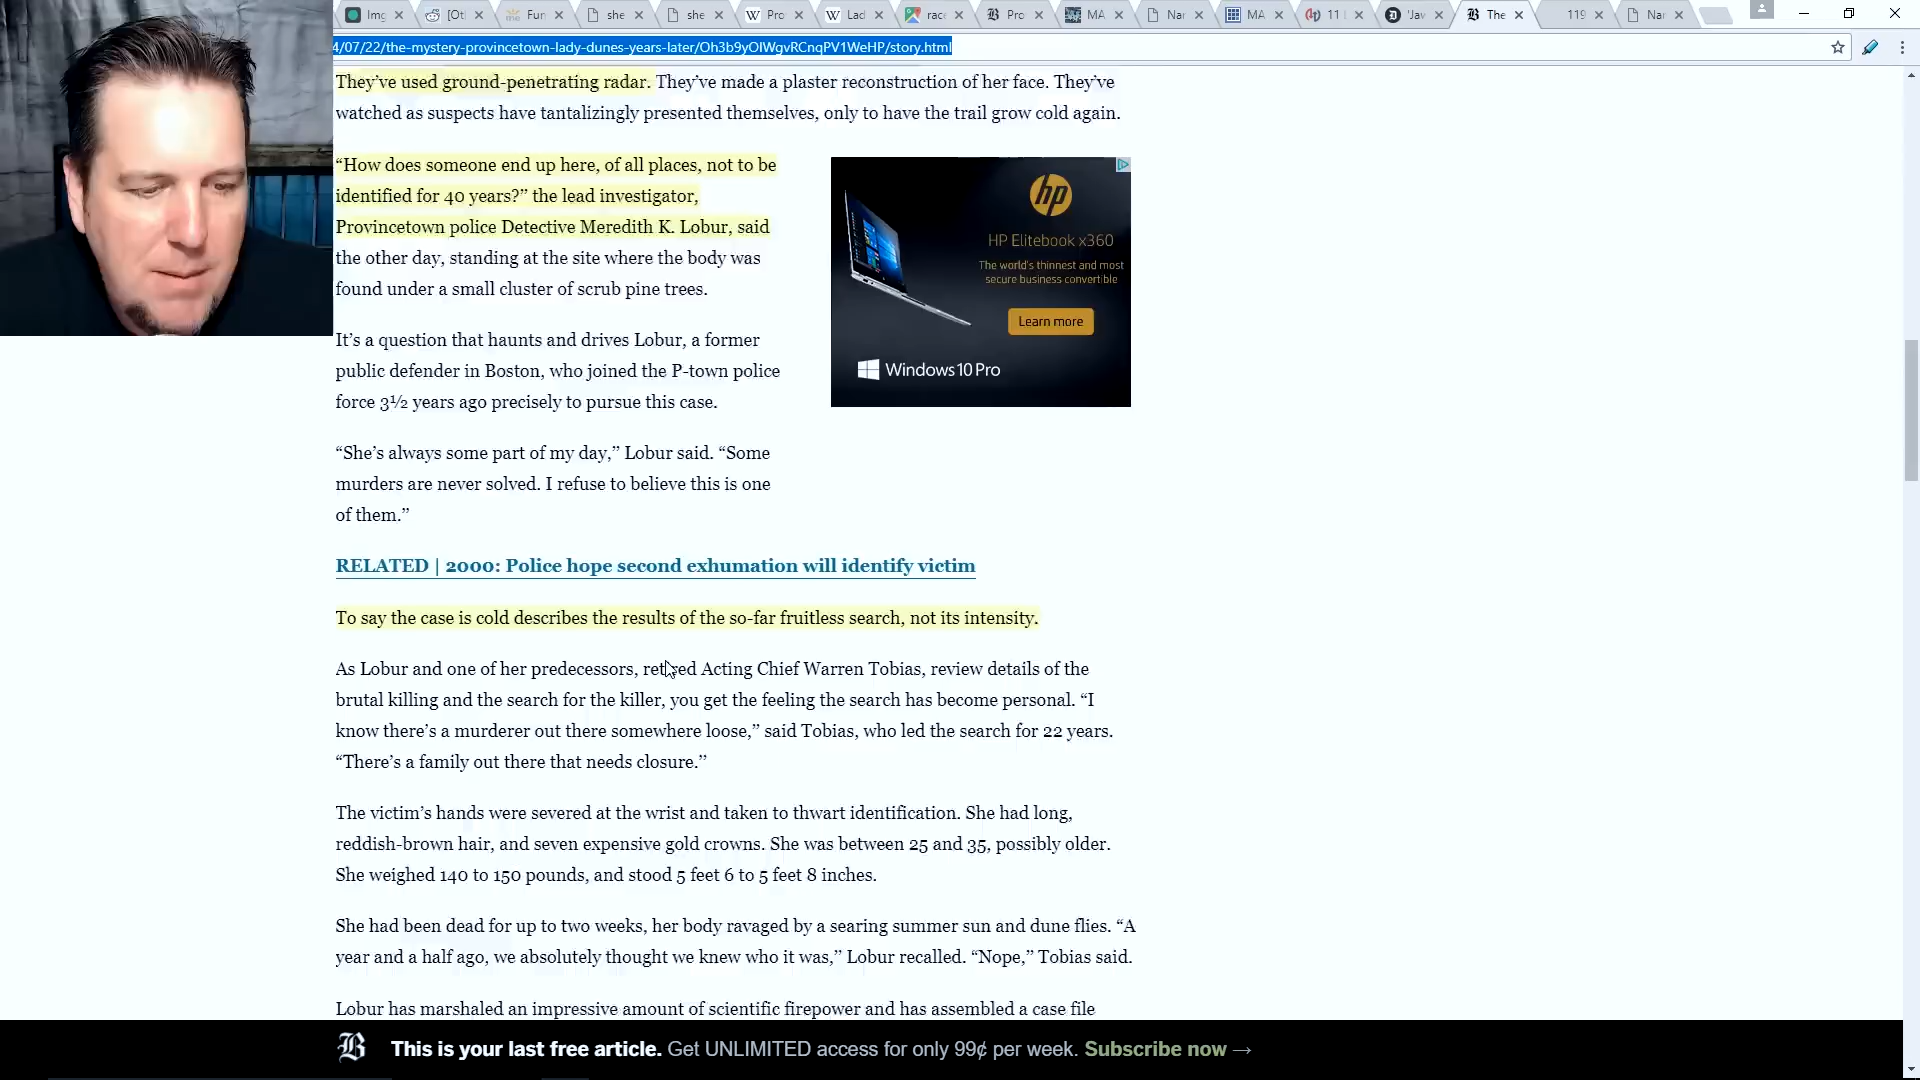 Img
[Ot
Fur
she
she
Pro
Lad
race
Pro
MA
Nar
MA
11
'Jav
The
119
Nar
4/07/22/the-mystery-provincetown-lady-dunes-years-later/Oh3b9yOIWgvRCnqPV1WeHP/story.html
They’ve used ground-penetrating radar. They’ve made a plaster reconstruction of her face. They’ve
watched as suspects have tantalizingly presented themselves, only to have the trail grow cold again.
“How does someone end up here, of all places, not to be
identified for 40 years?” the lead investigator,
Provincetown police Detective Meredith K. Lobur, said
the other day, standing at the site where the body was
found under a small cluster of scrub pine trees.
hp
HP Elitebook x360
The world's thinnest and most
secure business convertible
Learn more
Windows 10 Pro
It’s a question that haunts and drives Lobur, a former
public defender in Boston, who joined the P-town police
force 3½ years ago precisely to pursue this case.
“She’s always some part of my day,” Lobur said. “Some
murders are never solved. I refuse to believe this is one
of them.”
RELATED | 2000: Police hope second exhumation will identify victim
To say the case is cold describes the results of the so-far fruitless search, not its intensity.
As Lobur and one of her predecessors, retired Acting Chief Warren Tobias, review details of the
brutal killing and the search for the killer, you get the feeling the search has become personal. “I
know there’s a murderer out there somewhere loose,” said Tobias, who led the search for 22 years.
“There’s a family out there that needs closure.”
The victim’s hands were severed at the wrist and taken to thwart identification. She had long,
reddish-brown hair, and seven expensive gold crowns. She was between 25 and 35, possibly older.
She weighed 140 to 150 pounds, and stood 5 feet 6 to 5 feet 8 inches.
She had been dead for up to two weeks, her body ravaged by a searing summer sun and dune flies. “A
year and a half ago, we absolutely thought we knew who it was,” Lobur recalled. “Nope,” Tobias said.
Lobur has marshaled an impressive amount of scientific firepower and has assembled a case file
B This is your last free article. Get UNLIMITED access for only 99¢ per week. Subscribe now →